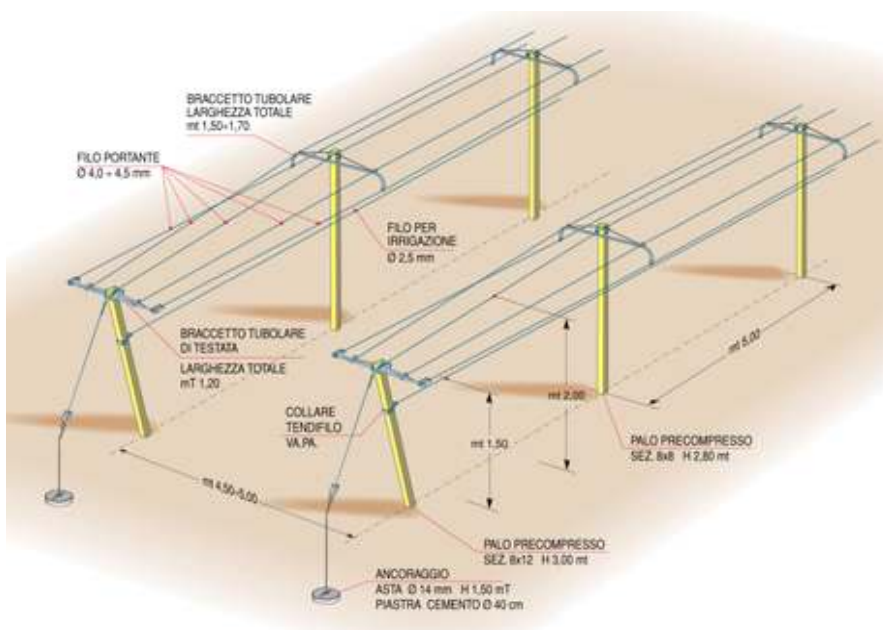 BRACCETTO TUBOLARE
LARGHEZZA TOTALE
mt 1,50÷1,70
FILO PORTANTE
Ø 4,0 ÷ 4,5 mm
FILO PER
IRRIGAZIONE
Ø 2,5 mm
BRACCETTO TUBOLARE
DI TESTATA
LARGHEZZA TOTALE
mT 1,20
COLLARE
TENDIFILO
VA.PA.
mt 1,50
mt 2,00
mt 5,00
mt 4,50÷5,00
PALO PRECOMPRESSO
SEZ. 8x8 H 2,80 mt
PALO PRECOMPRESSO
SEZ. 8x12 H 3,00 mt
ANCORAGGIO
ASTA Ø 14 mm H 1,50 mT
PIASTRA CEMENTO Ø 40 cm